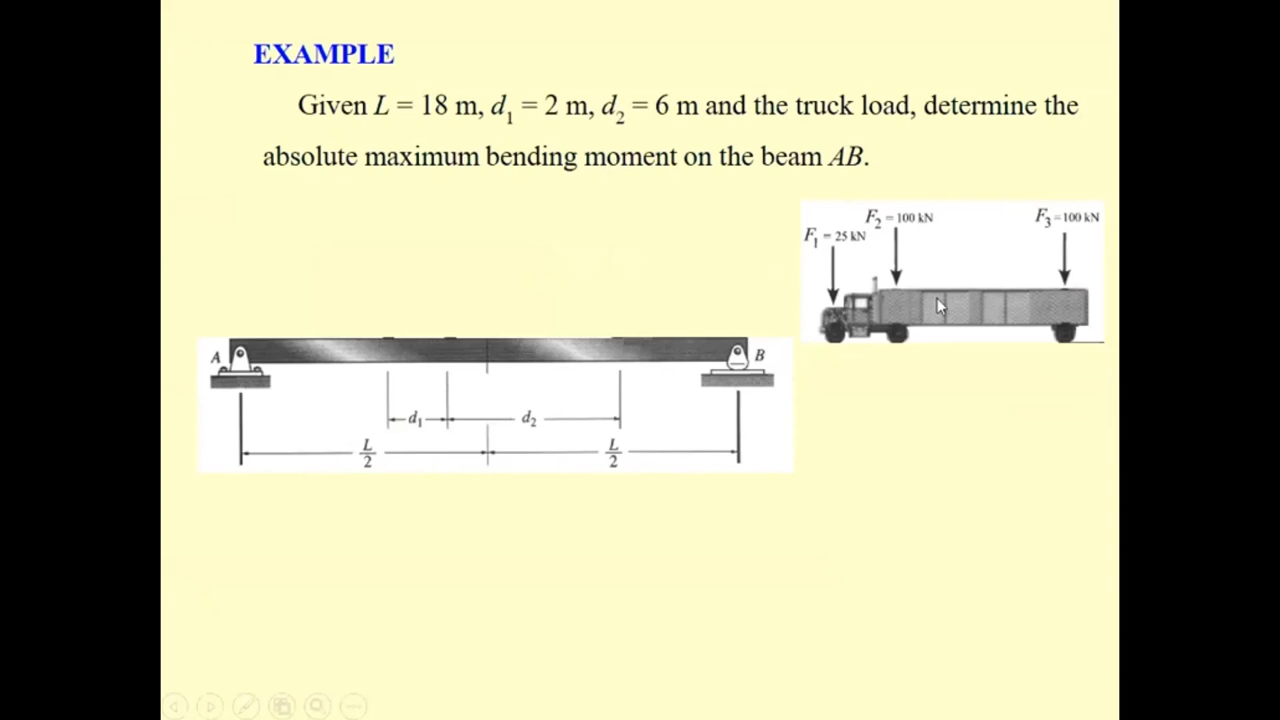 EXAMPLE
Given L = 18 m, d₁ = 2 m, d₂ = 6 m and the truck load, determine the
absolute maximum bending moment on the beam AB.
F₂ = 100 kN
F₃ = 100 kN
F₁ = 25 kN
A
B
d₁
d₂
L
2
L
2